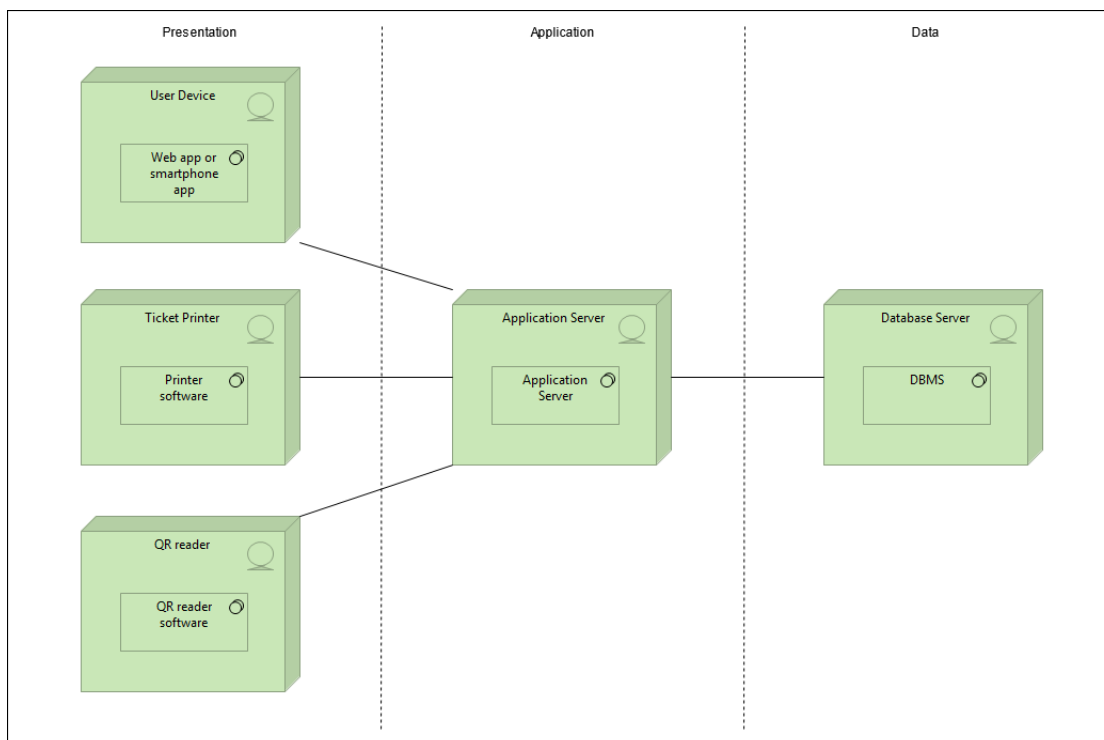 Presentation
Application
Data
User Device
Web app or
smartphone
app
Ticket Printer
Printer
software
Application Server
Application
Server
Database Server
DBMS
QR reader
QR reader
software